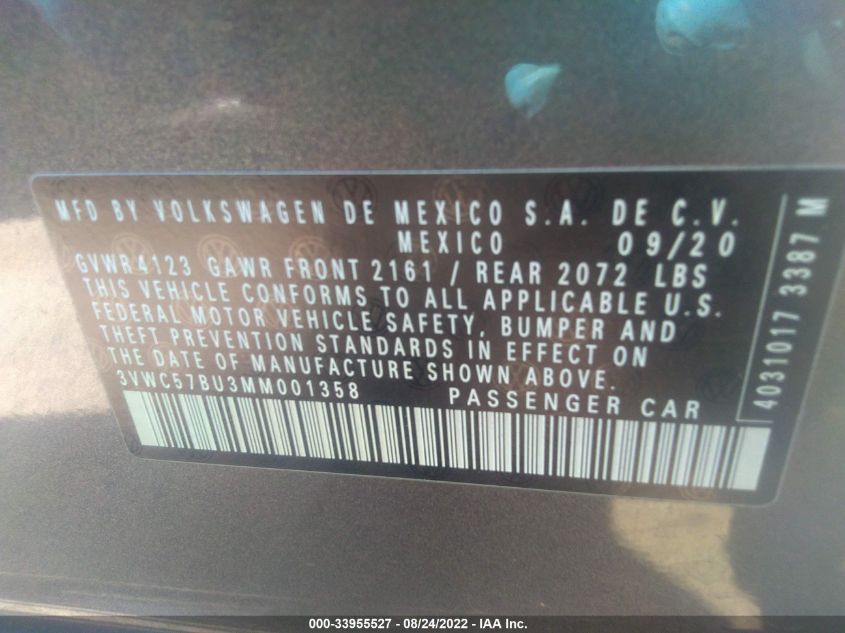 MFD BY VOLKSWAGEN DE MEXICO S.A. DE C.V.
MEXICO 09/20
GVWR4123 GAWR FRONT 2161 / REAR 2072 LBS
THIS VEHICLE CONFORMS TO ALL APPLICABLE U.S.
FEDERAL MOTOR VEHICLE SAFETY, BUMPER AND
THEFT PREVENTION STANDARDS IN EFFECT ON
THE DATE OF MANUFACTURE SHOWN ABOVE.
3VWC57BU3MM001358 PASSENGER CAR
4031017 3387 M
000-33955527 - 08/24/2022 - IAA Inc.